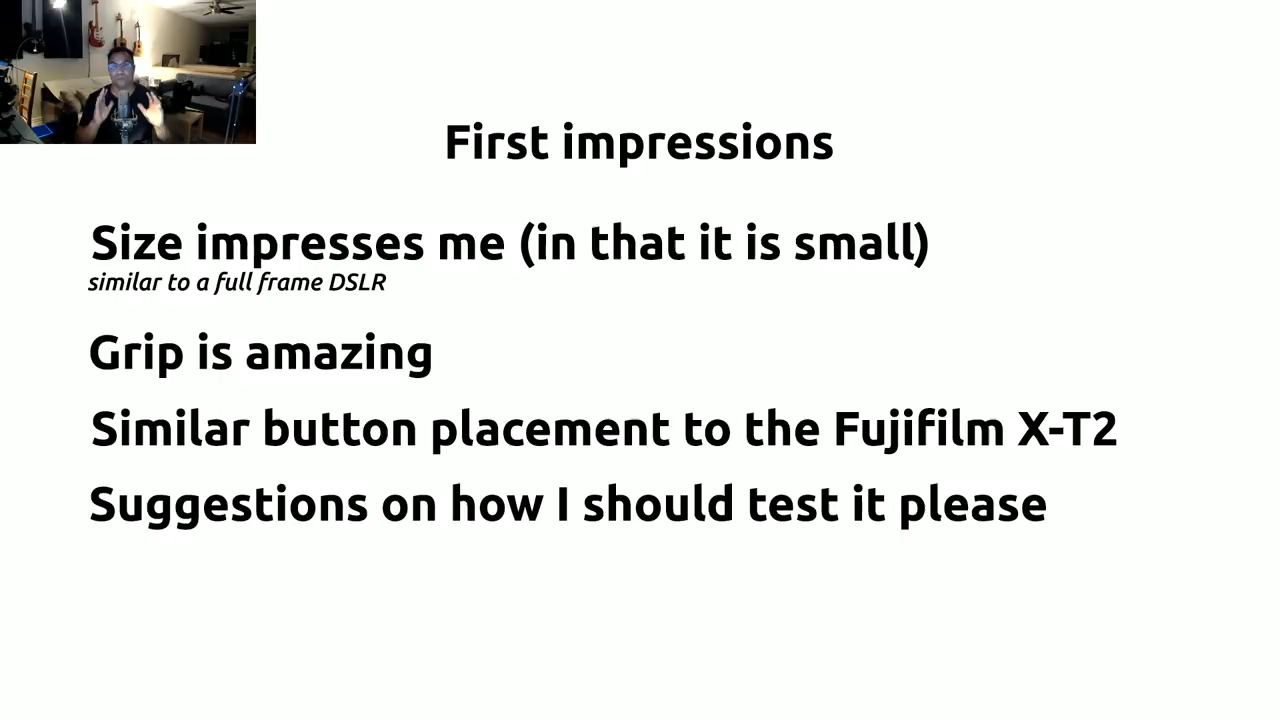 First impressions
Size impresses me (in that it is small)
similar to a full frame DSLR
Grip is amazing
Similar button placement to the Fujifilm X-T2
Suggestions on how I should test it please